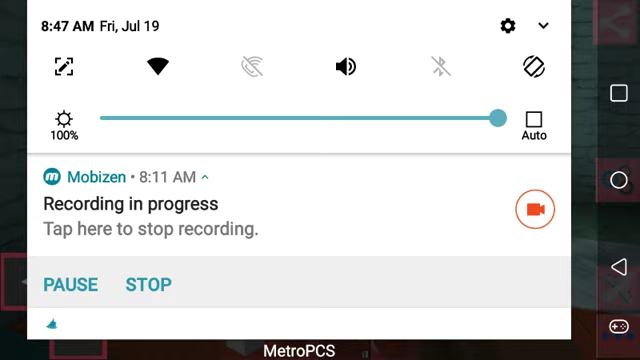 8:47 AM Fri, Jul 19
100%
Auto
m Mobizen • 8:11 AM
Recording in progress
Tap here to stop recording.
PAUSE STOP
MetroPCS